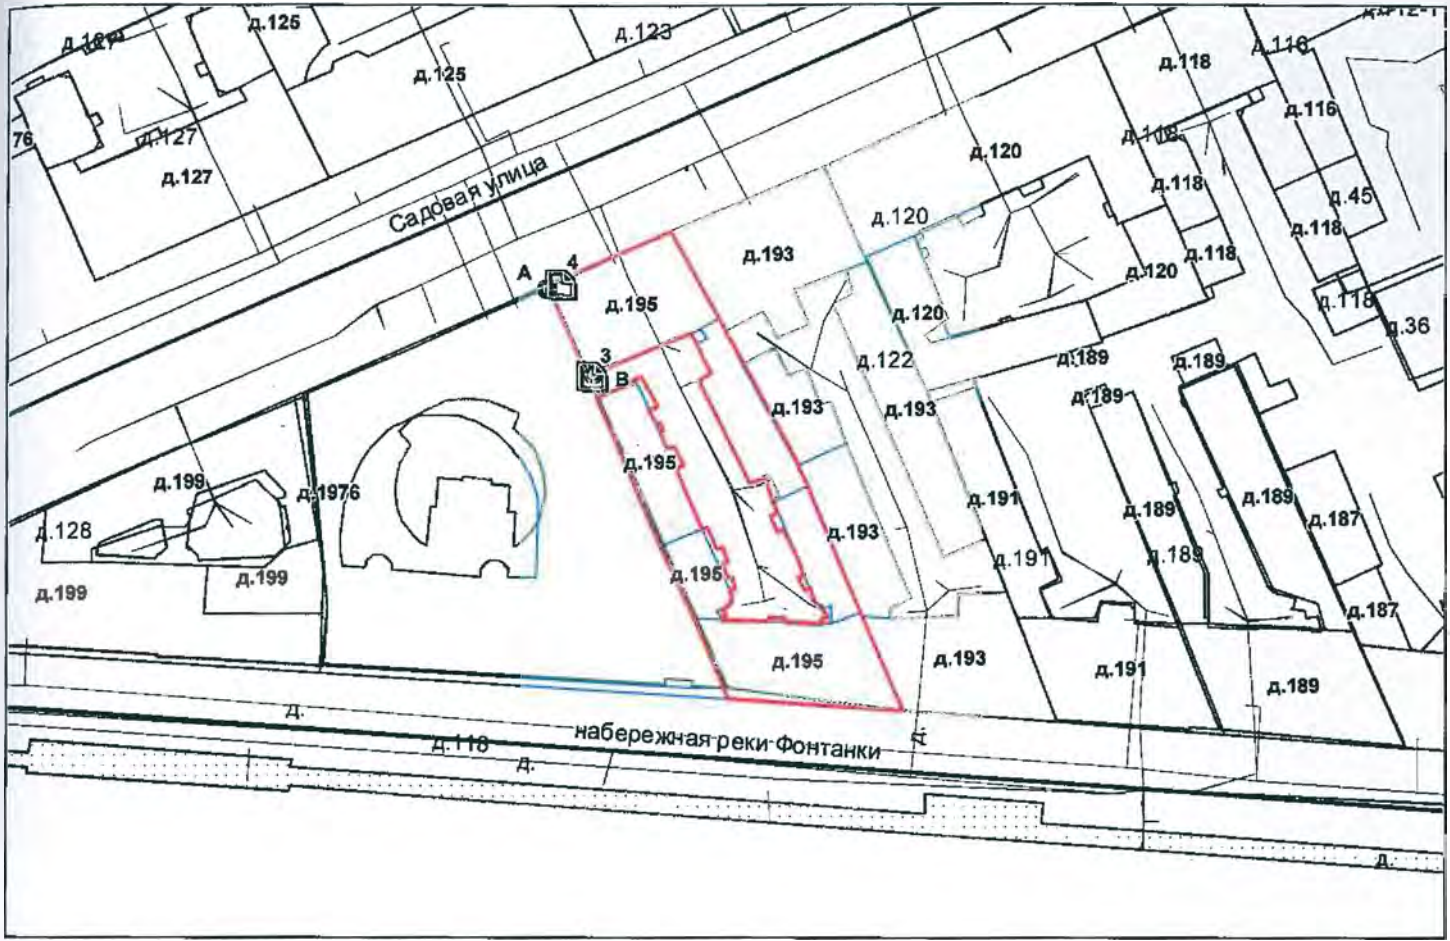 д.125
д.123
д.125
д.127
д.127
76
д.116
д.118
д.116
д.118
д.120
д.118
д.45
д.118
д.118
д.120
д.118
д.36
Садовая улица
д.120
д.193
A
4
д.195
д.120
д.122
д.189
д.189
3
B
д.189
д.193
д.193
д.195
д.199
д.1976
д.191
д.189
д.189
д.187
д.128
д.193
д.191
д.189
д.195
д.199
д.199
д.187
д.195
д.193
д.191
д.189
д.
набережная реки Фонтанки
д.118
д.
д.
д.